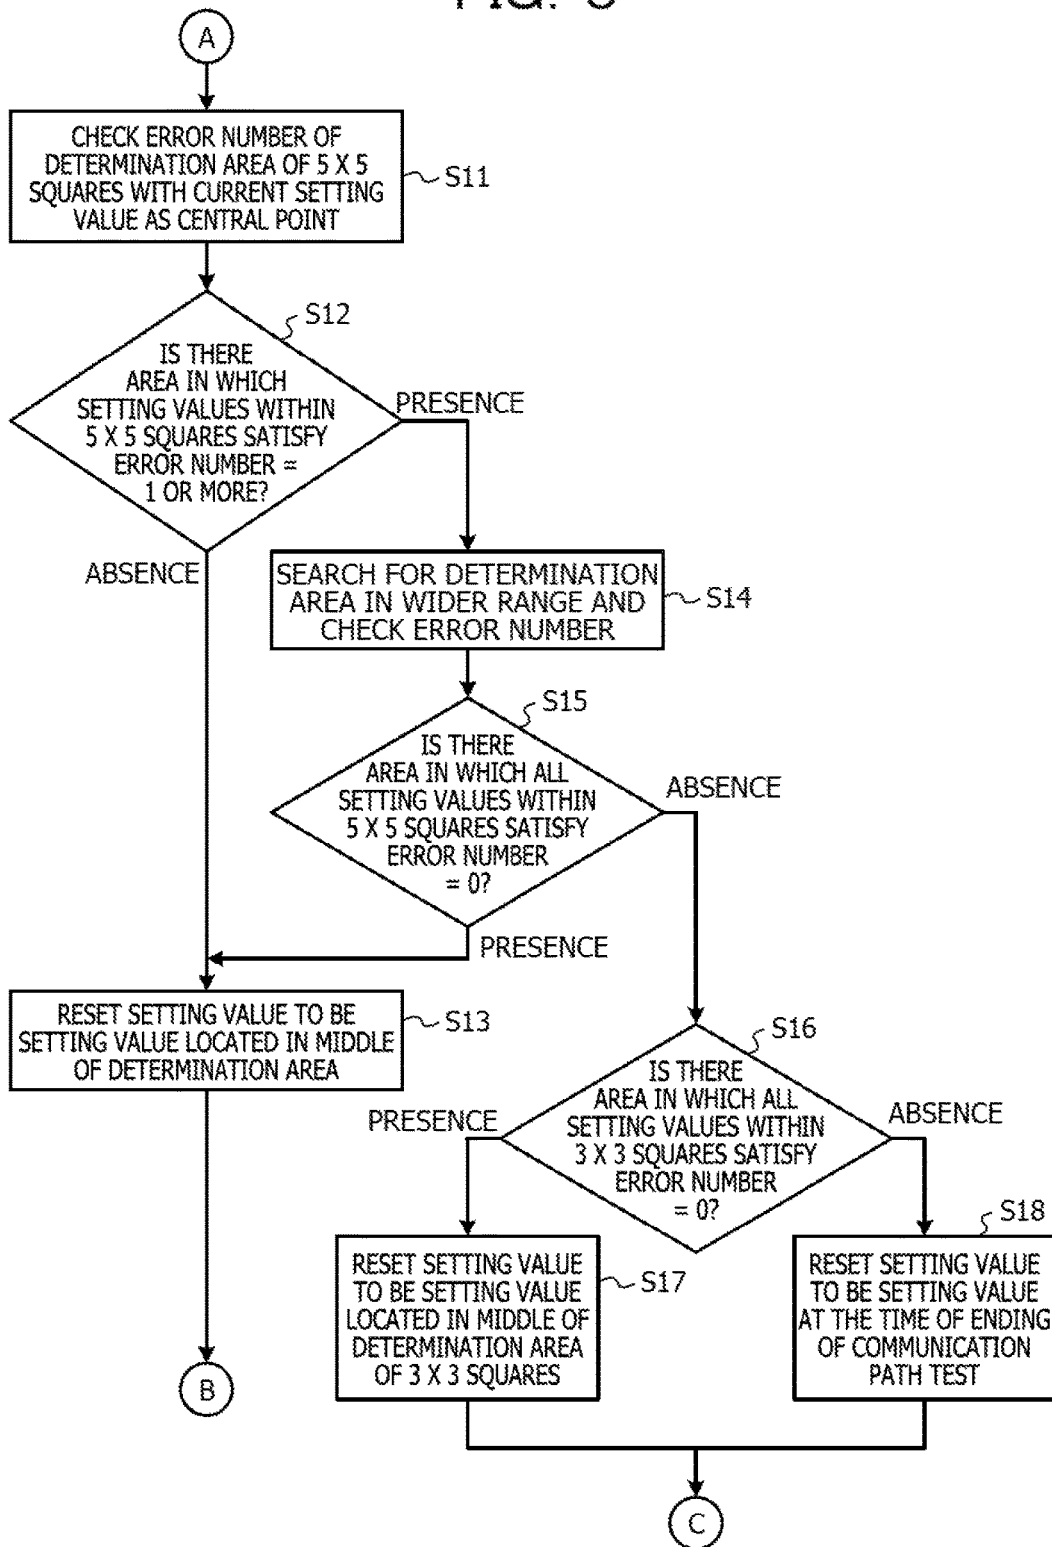 A
CHECK ERROR NUMBER OF
DETERMINATION AREA OF 5 X 5
SQUARES WITH CURRENT SETTING
VALUE AS CENTRAL POINT
S11
S12
IS THERE
AREA IN WHICH
SETTING VALUES WITHIN
5 X 5 SQUARES SATISFY
ERROR NUMBER =
1 OR MORE?
PRESENCE
ABSENCE
SEARCH FOR DETERMINATION
AREA IN WIDER RANGE AND
CHECK ERROR NUMBER
S14
S15
IS THERE
AREA IN WHICH ALL
SETTING VALUES WITHIN
5 X 5 SQUARES SATISFY
ERROR NUMBER
= 0?
ABSENCE
PRESENCE
RESET SETTING VALUE TO BE
SETTING VALUE LOCATED IN MIDDLE
OF DETERMINATION AREA
S13
S16
IS THERE
AREA IN WHICH ALL
SETTING VALUES WITHIN
3 X 3 SQUARES SATISFY
ERROR NUMBER
= 0?
PRESENCE
ABSENCE
RESET SETTING VALUE
TO BE SETTING VALUE
LOCATED IN MIDDLE OF
DETERMINATION AREA
OF 3 X 3 SQUARES
S17
S18
RESET SETTING VALUE
TO BE SETTING VALUE
AT THE TIME OF ENDING
OF COMMUNICATION
PATH TEST
B
C